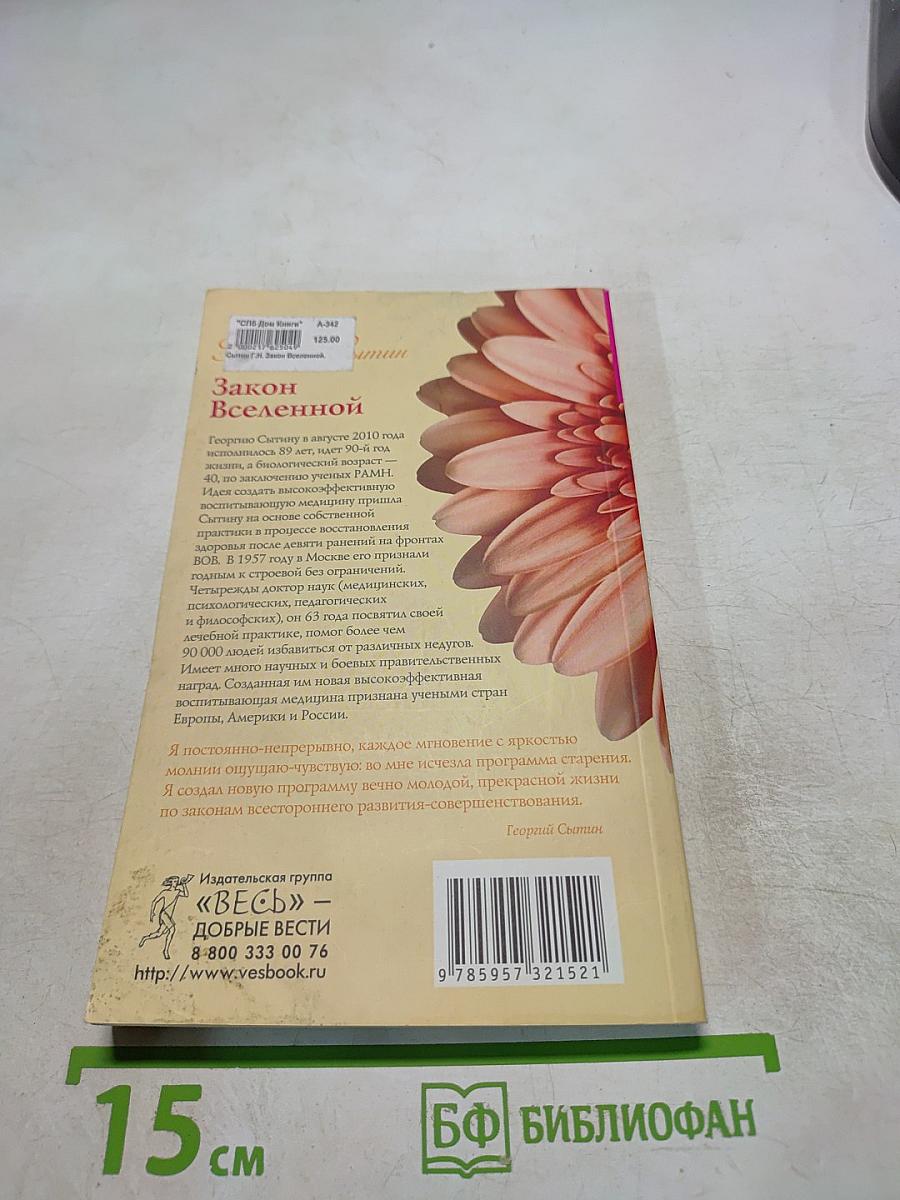 "СПб Дом Книги" А-342
125.00
2000217825049
Сытин Г.Н. Закон Вселенной.
Сытин
Закон
Вселенной
Георгию Сытину в августе 2010 года
исполнилось 89 лет, идет 90-й год
жизни, а биологический возраст —
40, по заключению ученых РАМН.
Идея создать высокоэффективную
воспитывающую медицину пришла
Сытину на основе собственной
практики в процессе восстановления
здоровья после девяти ранений на фронтах
ВОВ. В 1957 году в Москве его признали
годным к строевой без ограничений.
Четырежды доктор наук (медицинских,
психологических, педагогических
и философских), он 63 года посвятил своей
лечебной практике, помог более чем
90 000 людей избавиться от различных недугов.
Имеет много научных и боевых правительственных
наград. Созданная им новая высокоэффективная
воспитывающая медицина признана учеными стран
Европы, Америки и России.
Я постоянно-непрерывно, каждое мгновение с яркостью
молнии ощущаю-чувствую: во мне исчезла программа старения.
Я создал новую программу вечно молодой, прекрасной жизни
по законам всестороннего развития-совершенствования.
Георгий Сытин
Издательская группа
«ВЕСЬ» —
ДОБРЫЕ ВЕСТИ
8 800 333 00 76
http://www.vesbook.ru
9 785957 321521
15 см
БФ БИБЛИОФАН